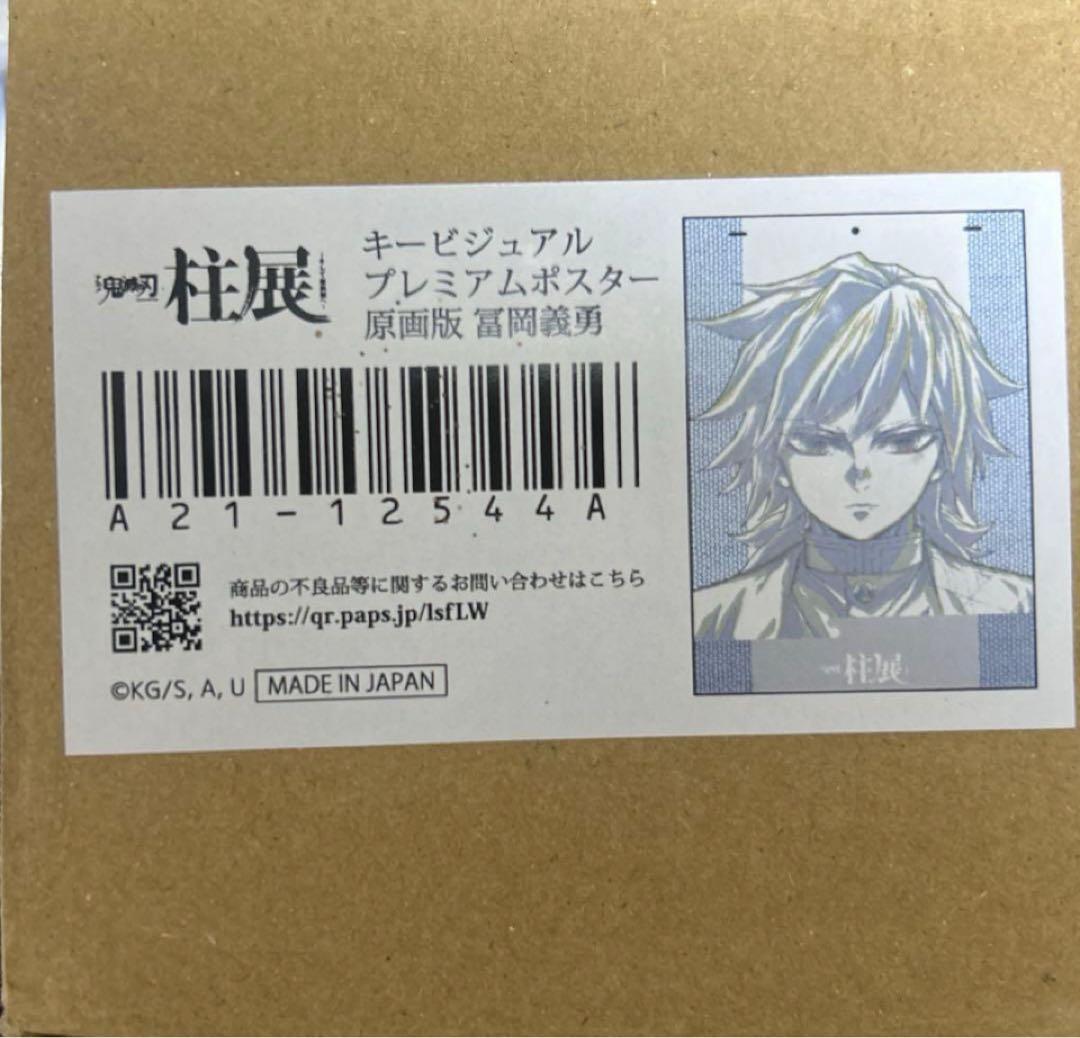 鬼滅の刃 柱展
キービジュアル
プレミアムポスター
原画版 冨岡義勇
A21-12544A
商品の不良品等に関するお問い合わせはこちら
https://qr.paps.jp/lsfLW
©KG/S, A, U MADE IN JAPAN
柱展